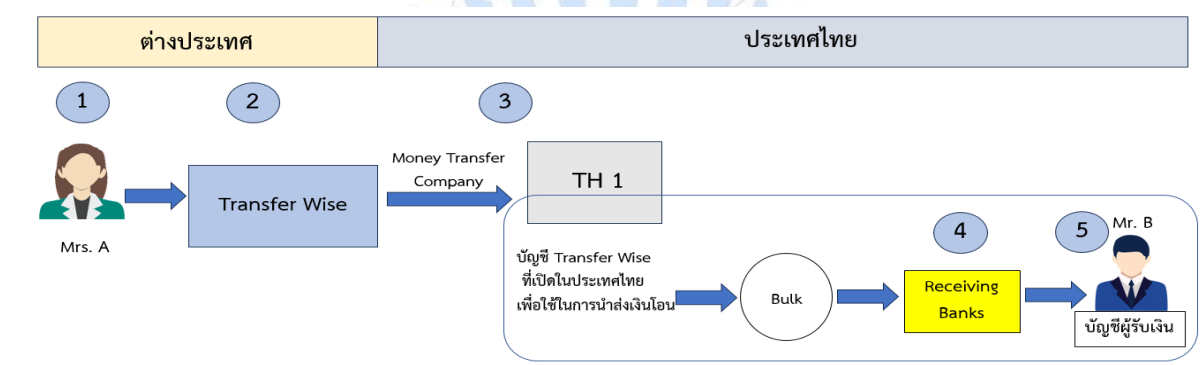 ต่างประเทศ
ประเทศไทย
1
2
3
Money Transfer
Company
TH 1
Transfer Wise
Mrs. A
4
5
Mr. B
บัญชี Transfer Wise
ที่เปิดในประเทศไทย
เพื่อใช้ในการนำส่งเงินโอน
Bulk
Receiving
Banks
บัญชีผู้รับเงิน